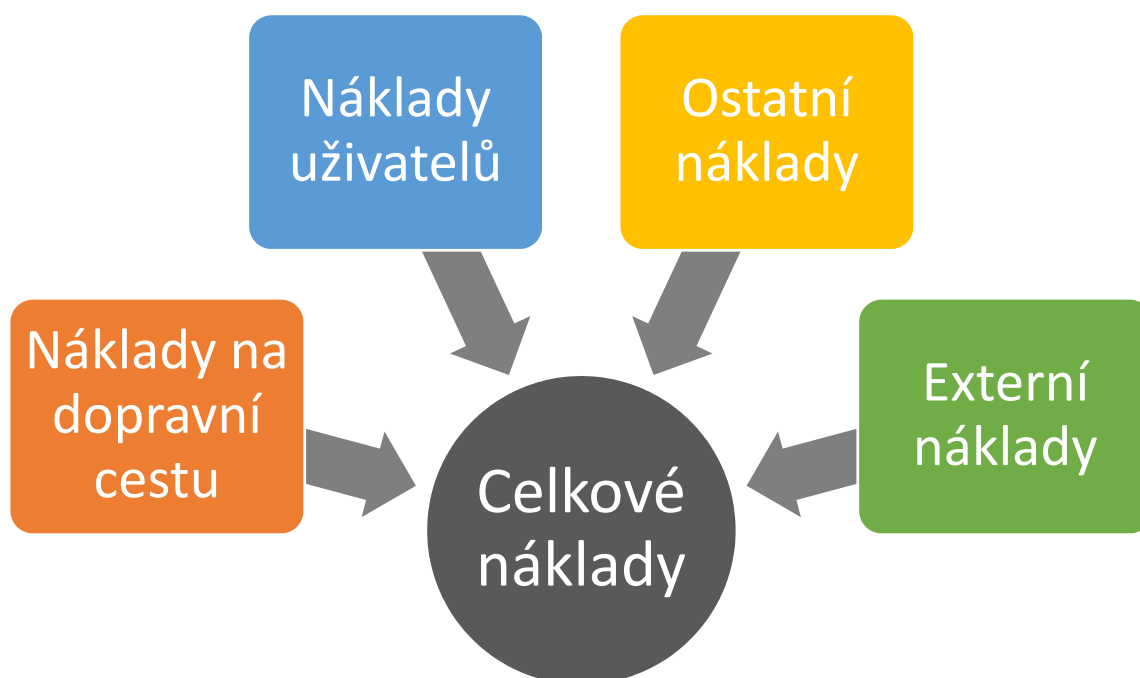 Náklady
uživatelů
Ostatní
náklady
Náklady na
dopravní
cestu
Externí
náklady
Celkové
náklady